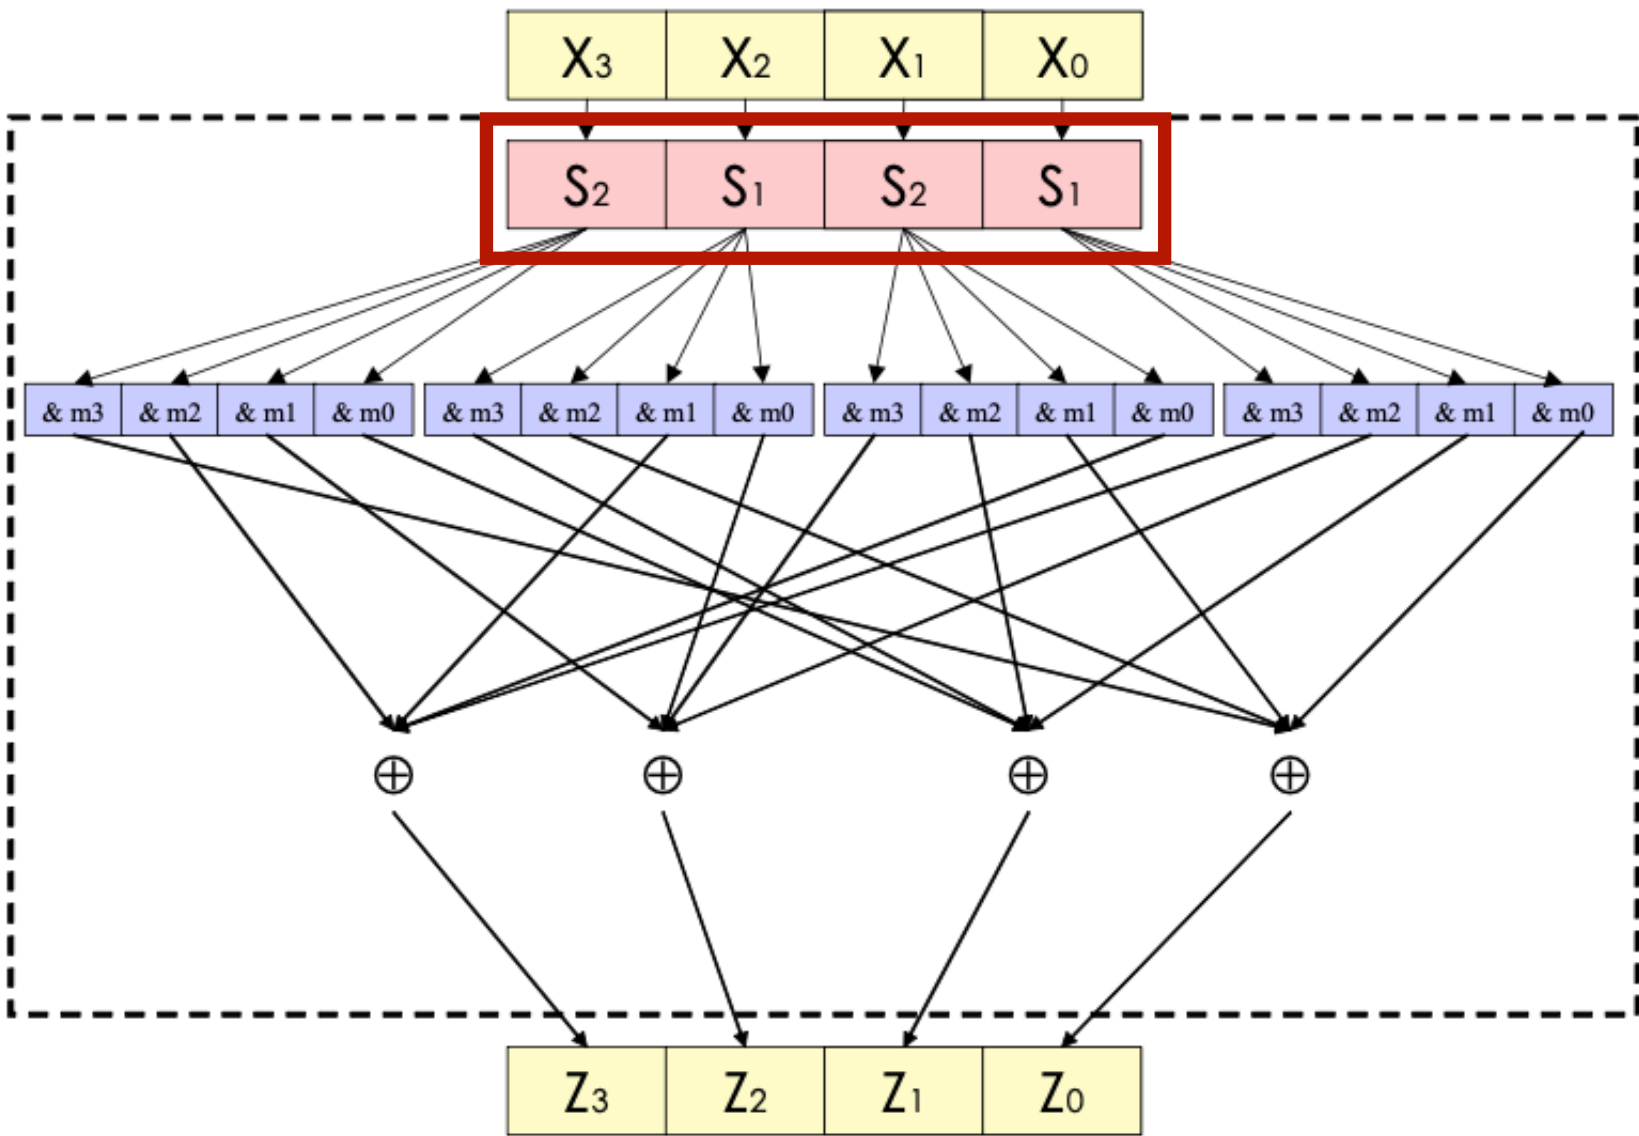 X3 X2 X1 X0
S2 S1 S2 S1
& m3 & m2 & m1 & m0 & m3 & m2 & m1 & m0 & m3 & m2 & m1 & m0 & m3 & m2 & m1 & m0
⊕ ⊕ ⊕ ⊕
Z3 Z2 Z1 Z0